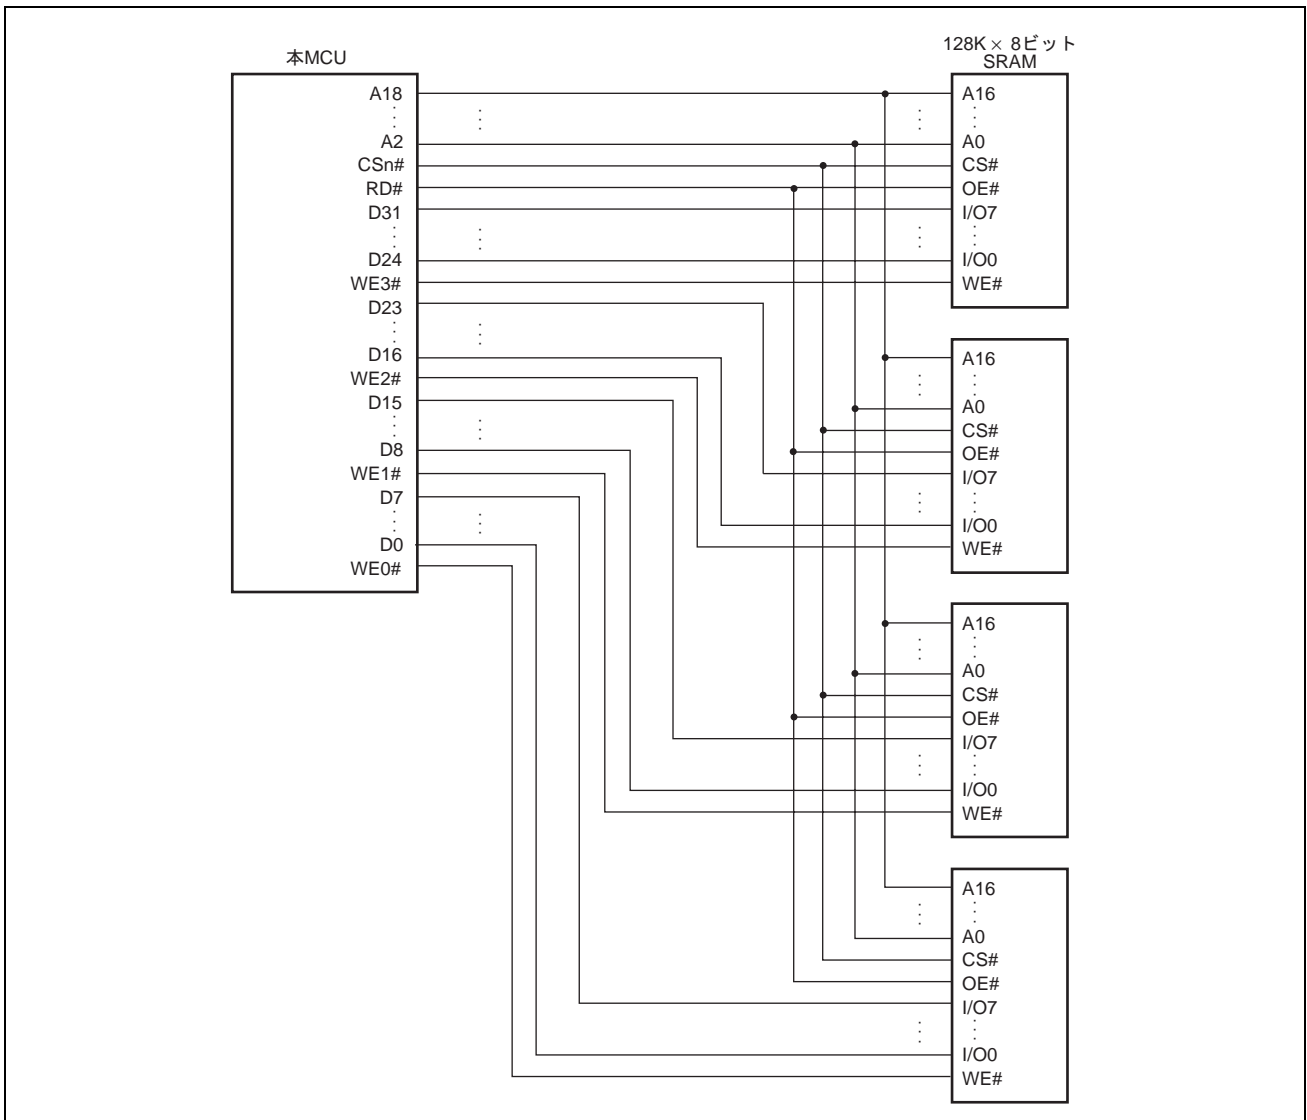 本MCU
A18
A2
CSn#
RD#
D31
D24
WE3#
D23
D16
WE2#
D15
D8
WE1#
D7
D0
WE0#
128K × 8ビット
SRAM
A16
A0
CS#
OE#
I/O7
I/O0
WE#
A16
A0
CS#
OE#
I/O7
I/O0
WE#
A16
A0
CS#
OE#
I/O7
I/O0
WE#
A16
A0
CS#
OE#
I/O7
I/O0
WE#